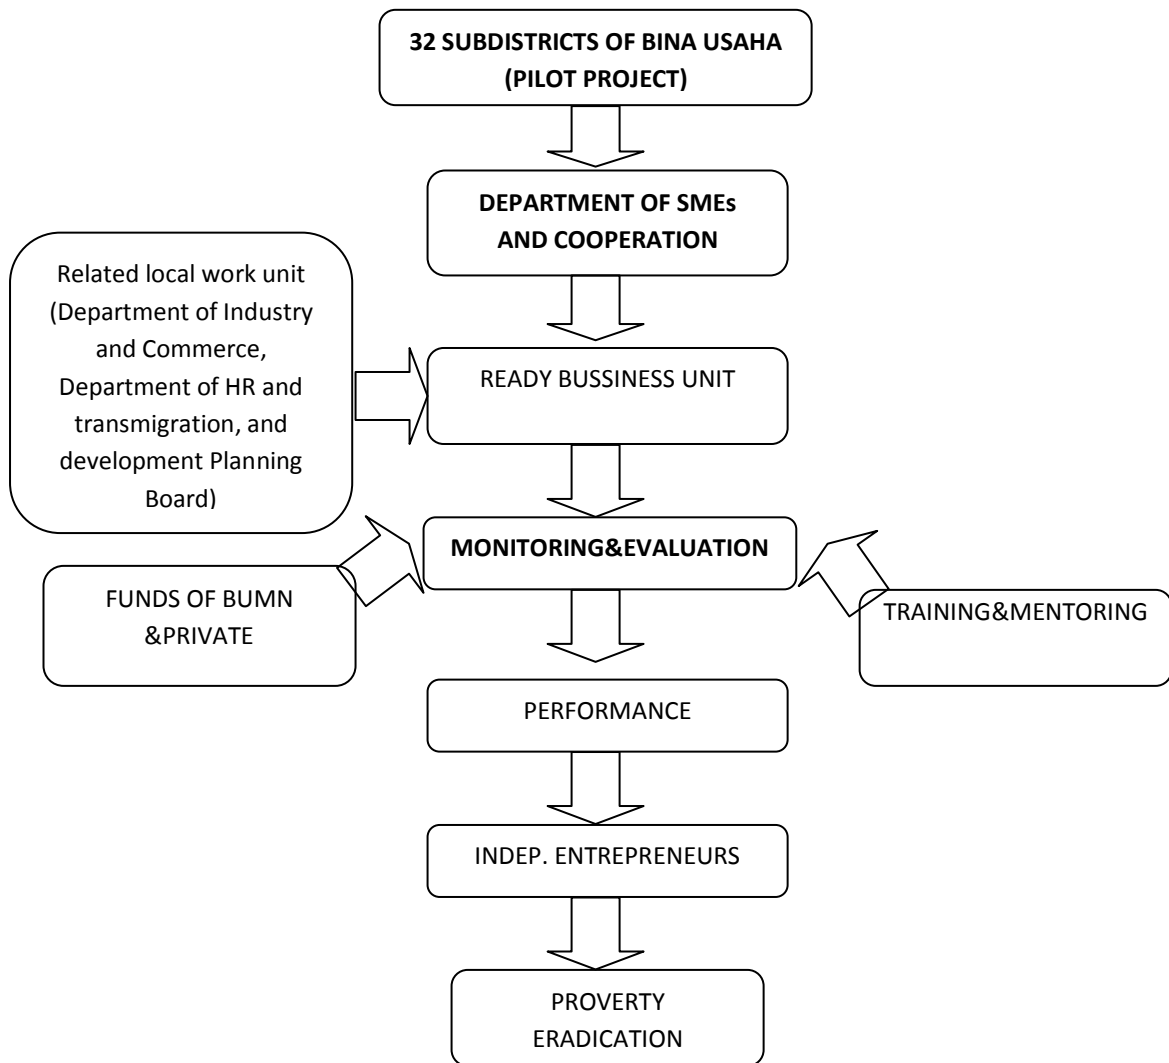 32 SUBDISTRICTS OF BINA USAHA
(PILOT PROJECT)
DEPARTMENT OF SMEs
AND COOPERATION
Related local work unit
(Department of Industry
and Commerce,
Department of HR and
transmigration, and
development Planning
Board)
READY BUSSINESS UNIT
MONITORING&EVALUATION
FUNDS OF BUMN
&PRIVATE
TRAINING&MENTORING
PERFORMANCE
INDEP. ENTREPRENEURS
PROVERTY
ERADICATION